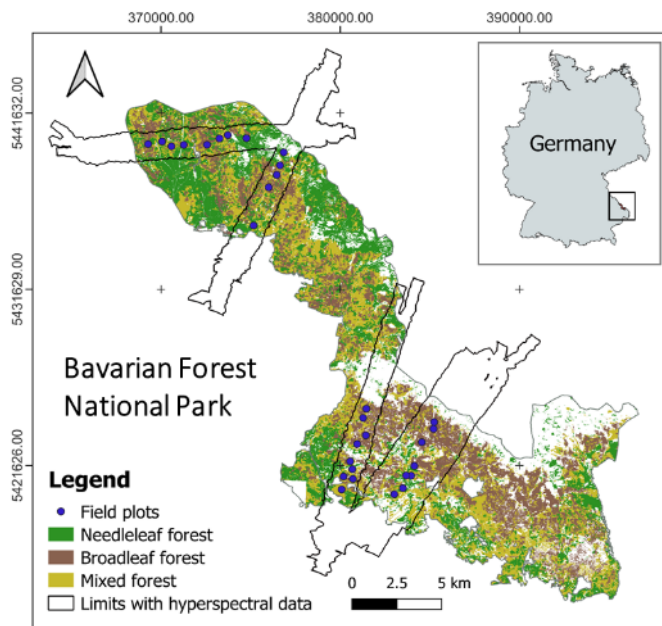 370000.00 380000.00 390000.00
5441632.00
5431629.00
5421626.00
Germany
Bavarian Forest
National Park
Legend
Field plots
Needleleaf forest
Broadleaf forest
Mixed forest
Limits with hyperspectral data
0 2.5 5 km